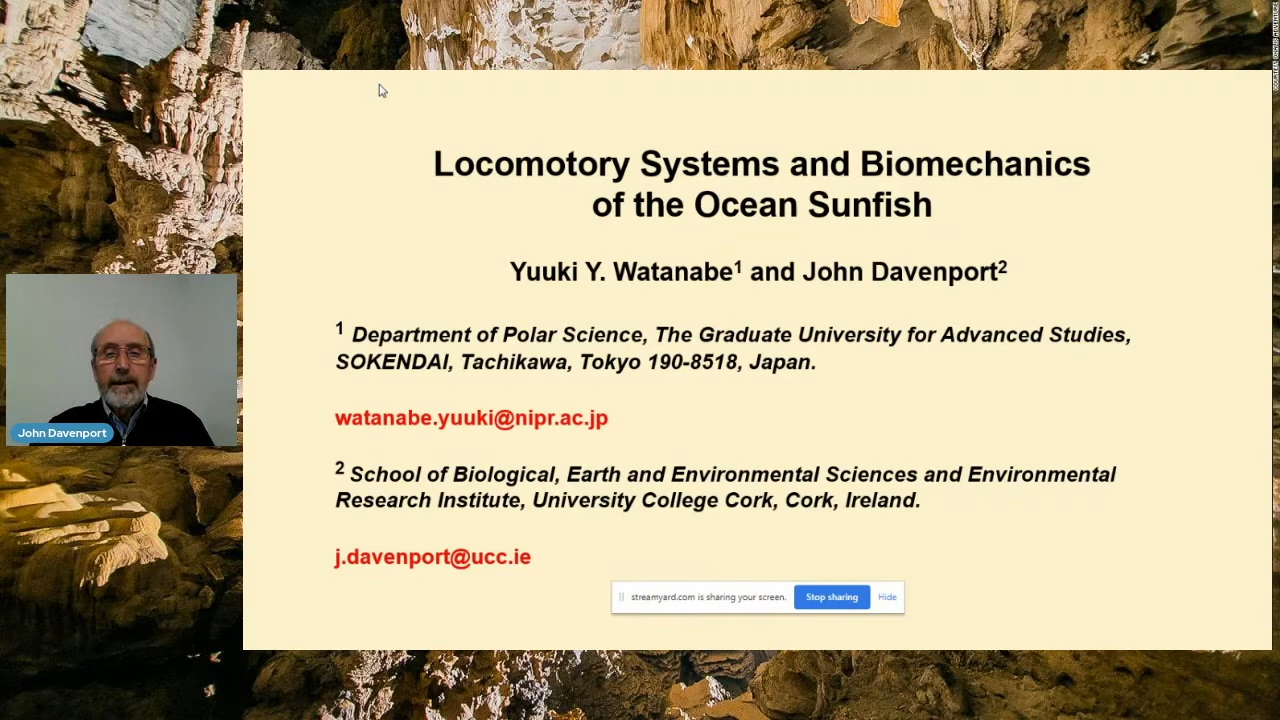 Locomotory Systems and Biomechanics
of the Ocean Sunfish
Yuuki Y. Watanabe¹ and John Davenport²
¹ Department of Polar Science, The Graduate University for Advanced Studies,
SOKENDAI, Tachikawa, Tokyo 190-8518, Japan.
watanabe.yuuki@nipr.ac.jp
² School of Biological, Earth and Environmental Sciences and Environmental
Research Institute, University College Cork, Cork, Ireland.
j.davenport@ucc.ie
streamyard.com is sharing your screen.
Stop sharing
Hide
John Davenport